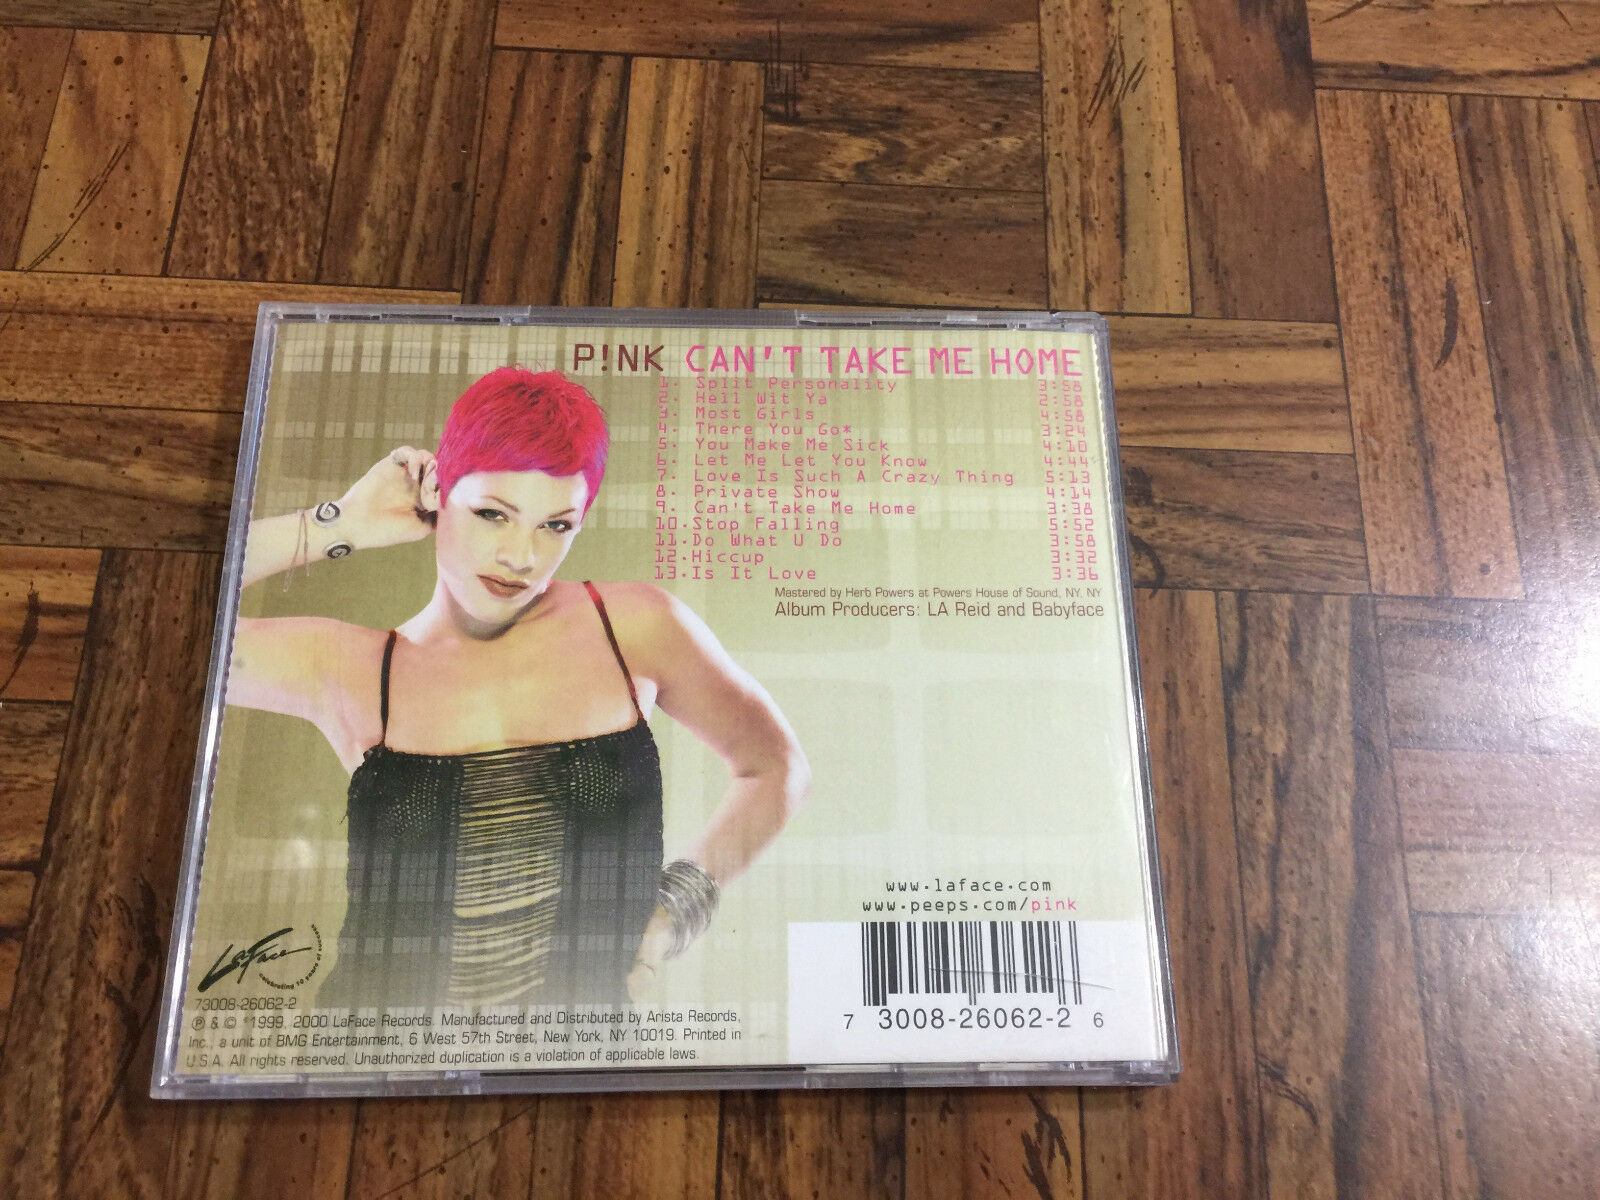 P!NK CAN'T TAKE ME HOME
1. Split Personality 3:58
2. Hell Wit Ya 2:58
3. Most Girls 4:58
4. There You Go* 3:24
5. You Make Me Sick 4:10
6. Let Me Let You Know 4:44
7. Love Is Such A Crazy Thing 5:13
8. Private Show 4:14
9. Can't Take Me Home 3:38
10.Stop Falling 5:52
11.Do What U Do 3:58
12.Hiccup 3:32
13.Is It Love 3:36
Mastered by Herb Powers at Powers House of Sound, NY, NY
Album Producers: LA Reid and Babyface
www.laface.com
www.peeps.com/pink
LaFace
celebrating 10 years of success
73008-26062-2
℗ & © *1999, 2000 LaFace Records. Manufactured and Distributed by Arista Records,
Inc., a unit of BMG Entertainment, 6 West 57th Street, New York, NY 10019. Printed in
U.S.A. All rights reserved. Unauthorized duplication is a violation of applicable laws.
7 3008-26062-2 6